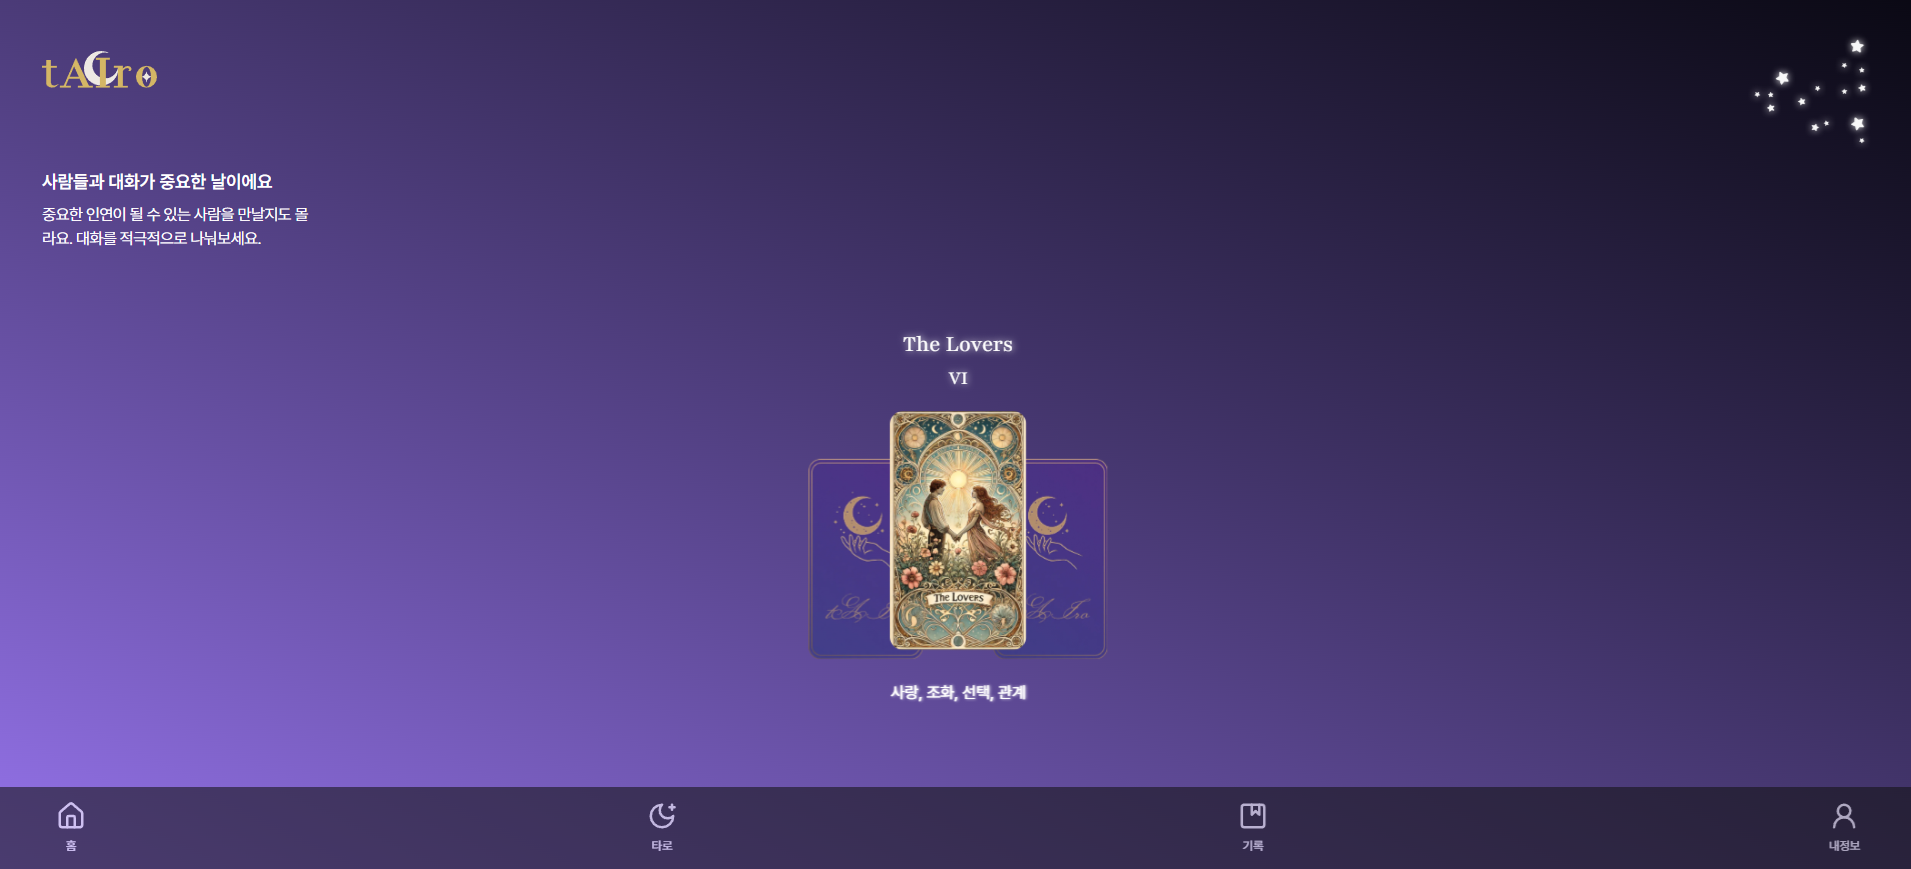 tAIro
사람들과 대화가 중요한 날이에요
중요한 인연이 될 수 있는 사람을 만날지도 몰
라요. 대화를 적극적으로 나눠보세요.
The Lovers
VI
The Lovers
사랑, 조화, 선택, 관계
홈
타로
기록
내정보